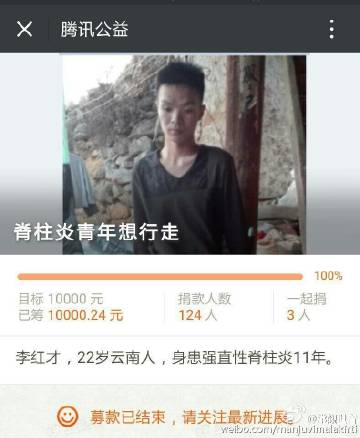 腾讯公益
脊柱炎青年想行走
100%
目标 10000 元 捐款人数 一起捐
已筹 10000.24 元 124 人 3 人
李红才，22岁云南人，身患强直性脊柱炎11年。
募款已结束，请关注最新进展。
weibo.com/manjuvimalakirti